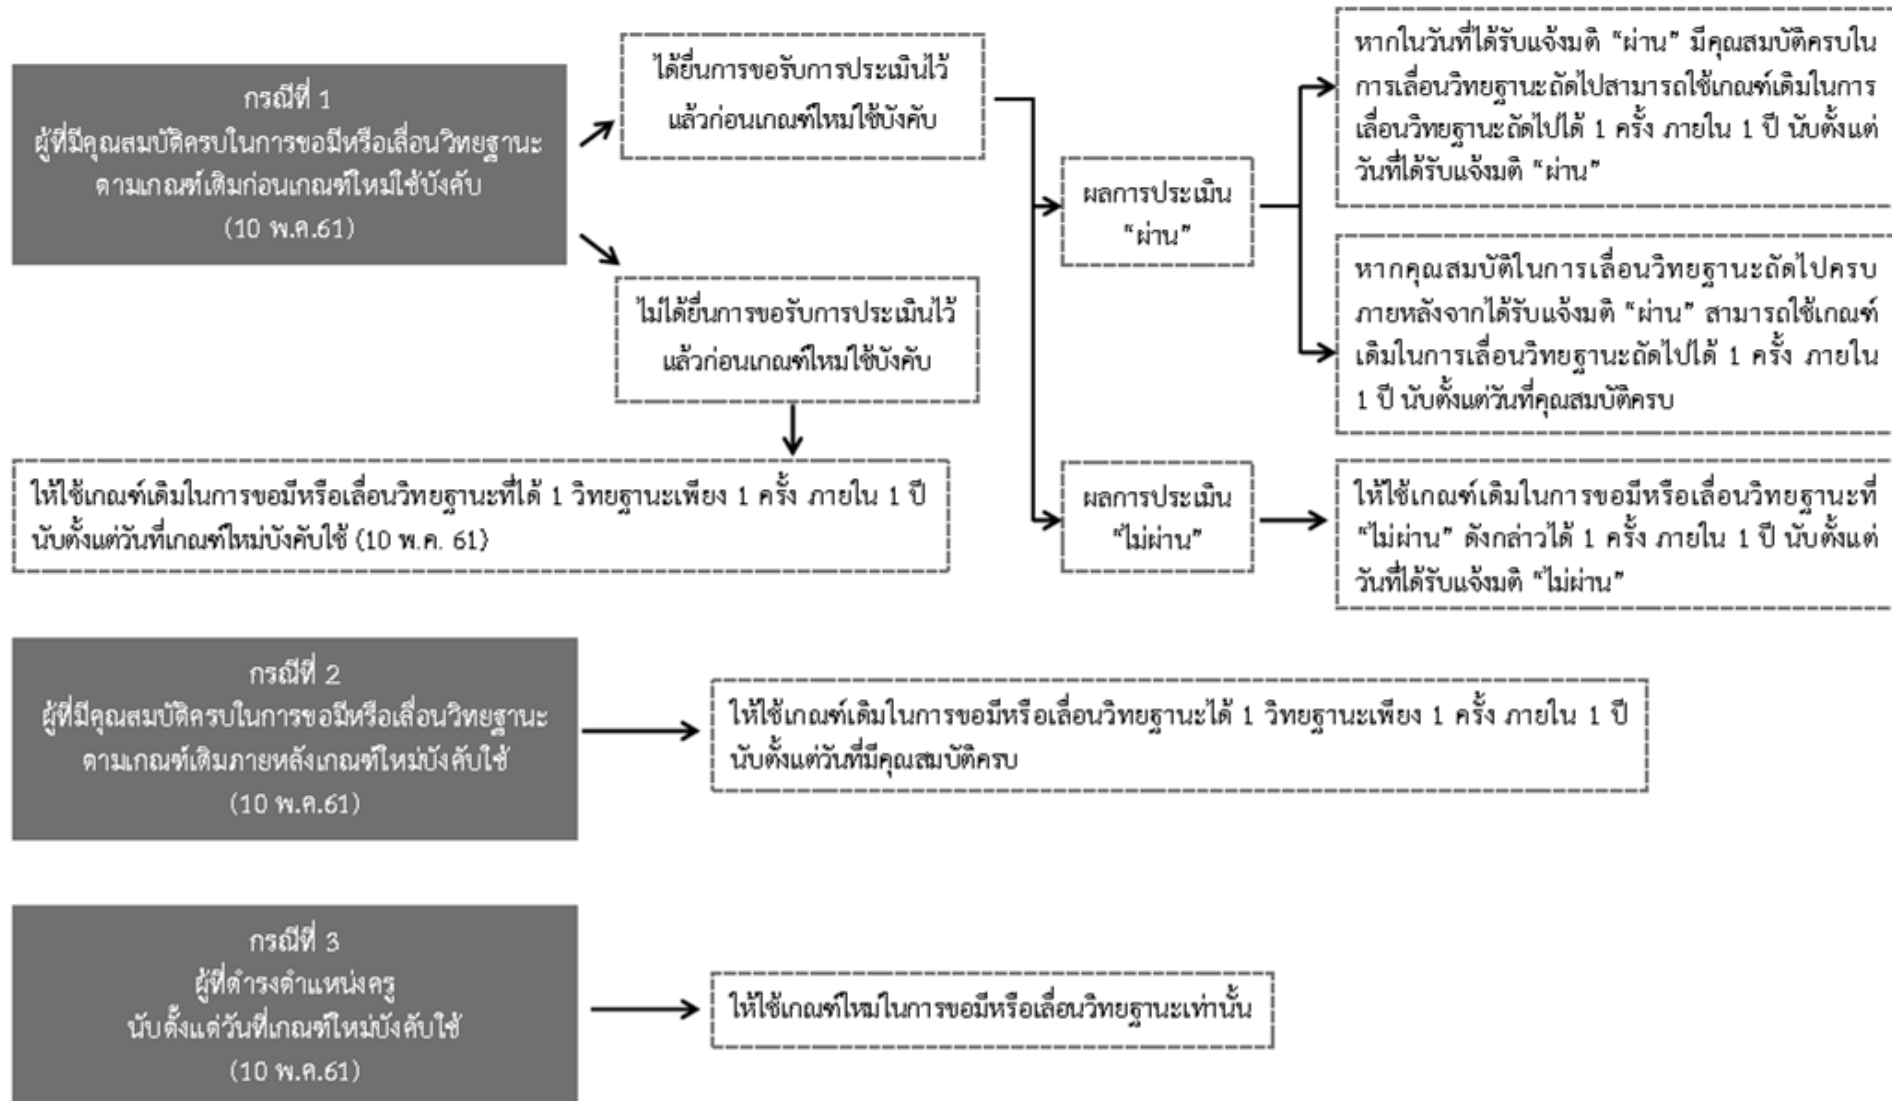 กรณีที่ 1
ผู้ที่มีคุณสมบัติครบในการขอมีหรือเลื่อนวิทยฐานะ
ตามเกณฑ์เดิมก่อนเกณฑ์ใหม่ใช้บังคับ
(10 พ.ค.61)
ได้ยื่นการขอรับการประเมินไว้
แล้วก่อนเกณฑ์ใหม่ใช้บังคับ
ไม่ได้ยื่นการขอรับการประเมินไว้
แล้วก่อนเกณฑ์ใหม่ใช้บังคับ
ให้ใช้เกณฑ์เดิมในการขอมีหรือเลื่อนวิทยฐานะที่ได้ 1 วิทยฐานะเพียง 1 ครั้ง ภายใน 1 ปี
นับตั้งแต่วันที่เกณฑ์ใหม่บังคับใช้ (10 พ.ค. 61)
ผลการประเมิน
“ผ่าน”
หากในวันที่ได้รับแจ้งมติ “ผ่าน” มีคุณสมบัติครบใน
การเลื่อนวิทยฐานะถัดไปสามารถใช้เกณฑ์เดิมในการ
เลื่อนวิทยฐานะถัดไปได้ 1 ครั้ง ภายใน 1 ปี นับตั้งแต่
วันที่ได้รับแจ้งมติ “ผ่าน”
หากคุณสมบัติในการเลื่อนวิทยฐานะถัดไปครบ
ภายหลังจากได้รับแจ้งมติ “ผ่าน” สามารถใช้เกณฑ์
เดิมในการเลื่อนวิทยฐานะถัดไปได้ 1 ครั้ง ภายใน
1 ปี นับตั้งแต่วันที่คุณสมบัติครบ
ผลการประเมิน
“ไม่ผ่าน”
ให้ใช้เกณฑ์เดิมในการขอมีหรือเลื่อนวิทยฐานะที่
“ไม่ผ่าน” ดังกล่าวได้ 1 ครั้ง ภายใน 1 ปี นับตั้งแต่
วันที่ได้รับแจ้งมติ “ไม่ผ่าน”
กรณีที่ 2
ผู้ที่มีคุณสมบัติครบในการขอมีหรือเลื่อนวิทยฐานะ
ตามเกณฑ์เดิมภายหลังเกณฑ์ใหม่บังคับใช้
(10 พ.ค.61)
ให้ใช้เกณฑ์เดิมในการขอมีหรือเลื่อนวิทยฐานะได้ 1 วิทยฐานะเพียง 1 ครั้ง ภายใน 1 ปี
นับตั้งแต่วันที่มีคุณสมบัติครบ
กรณีที่ 3
ผู้ที่ดำรงตำแหน่งครู
นับตั้งแต่วันที่เกณฑ์ใหม่บังคับใช้
(10 พ.ค.61)
ให้ใช้เกณฑ์ใหม่ในการขอมีหรือเลื่อนวิทยฐานะเท่านั้น